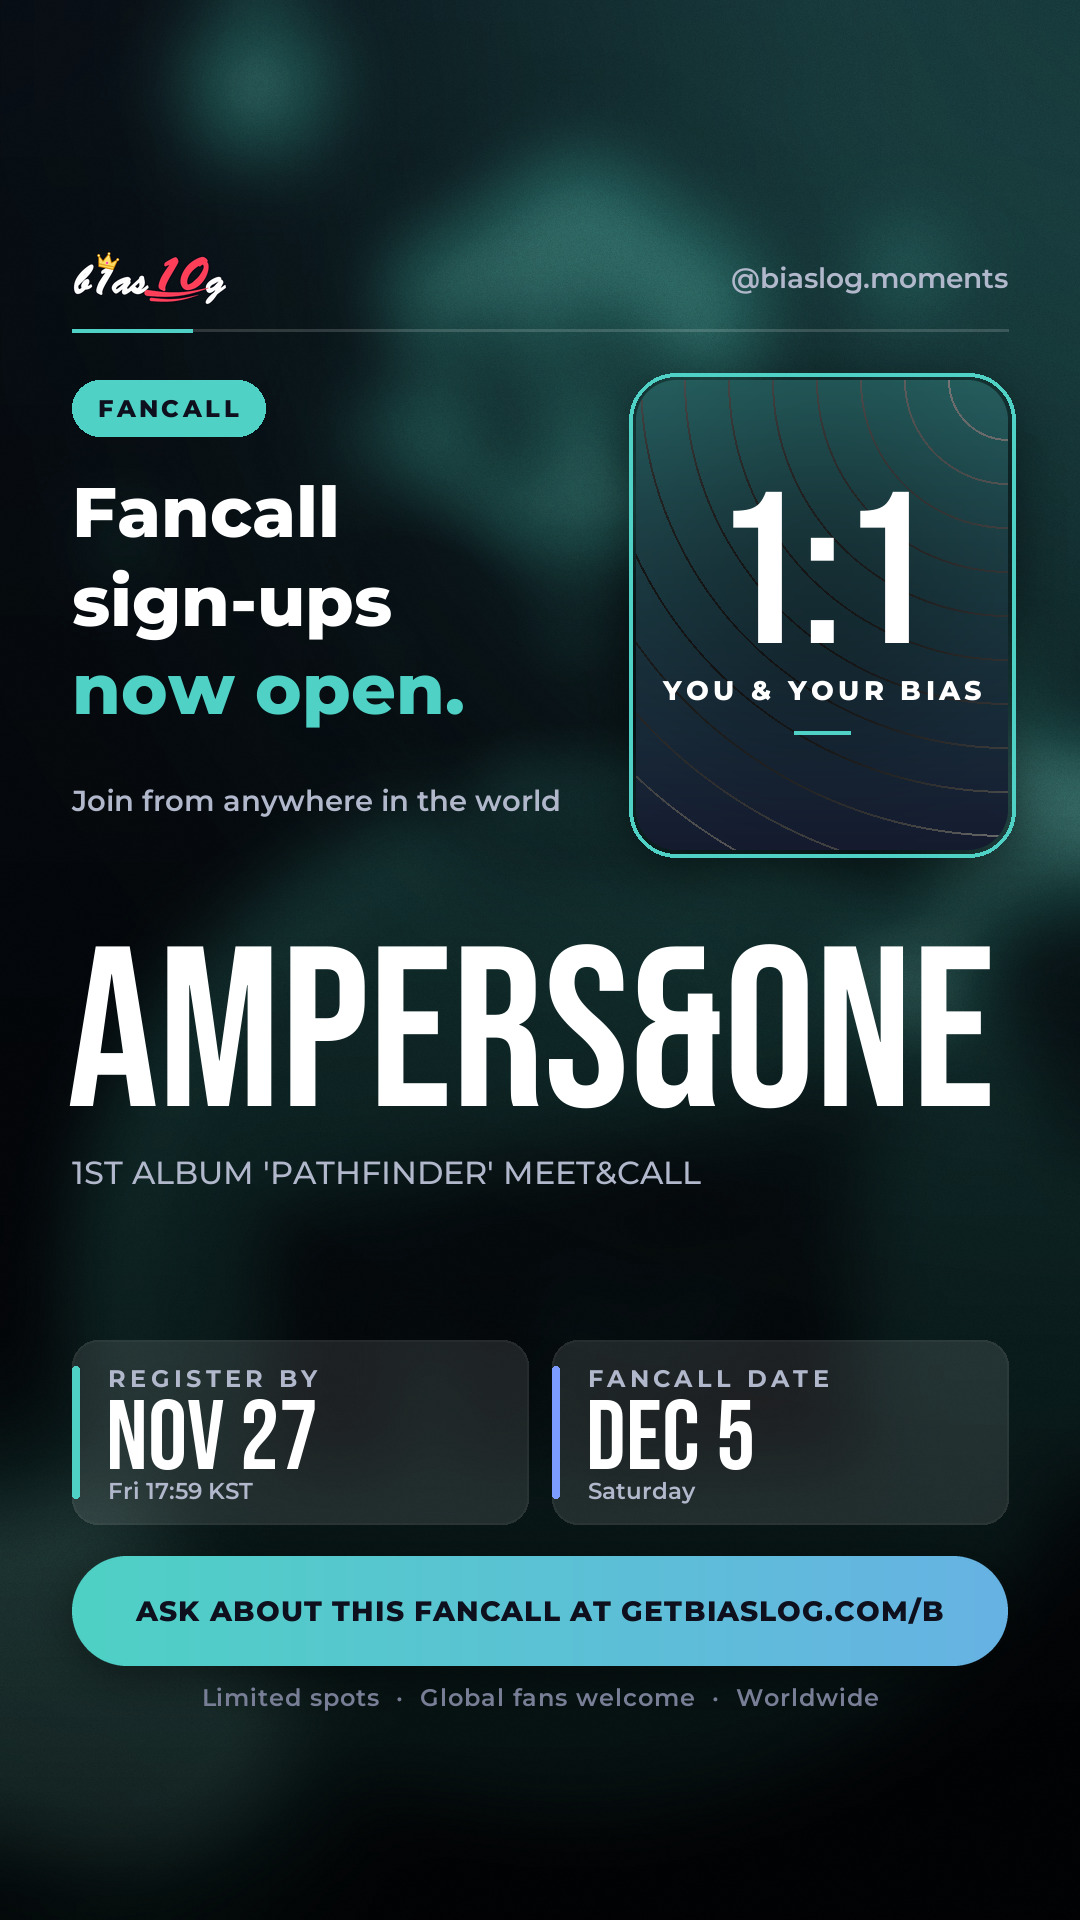 b1as10g
@biaslog.moments
FANCALL
Fancall
sign-ups
now open.
Join from anywhere in the world
1:1
YOU & YOUR BIAS
AMPERS&ONE
1ST ALBUM 'PATHFINDER' MEET&CALL
REGISTER BY
NOV 27
Fri 17:59 KST
FANCALL DATE
DEC 5
Saturday
ASK ABOUT THIS FANCALL AT GETBIASLOG.COM/B
Limited spots · Global fans welcome · Worldwide